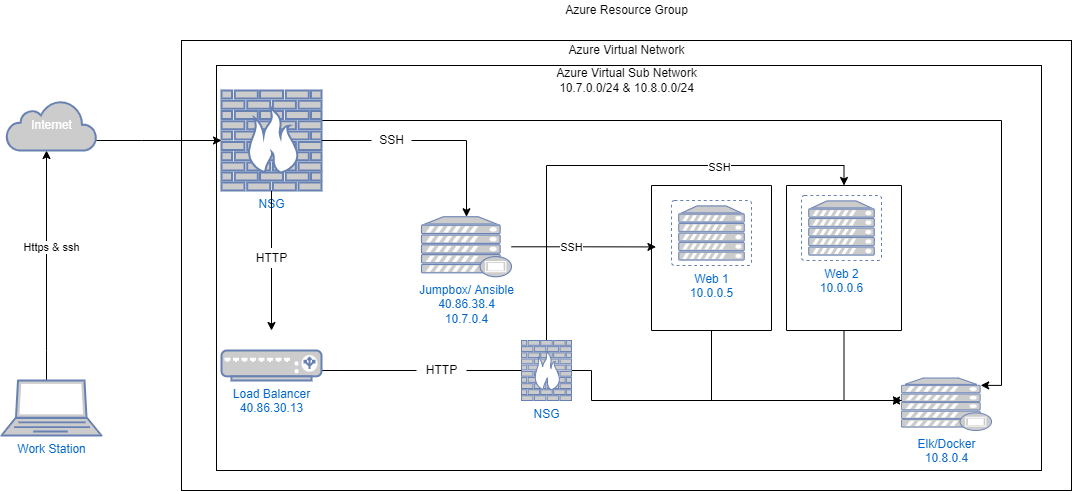 Azure Resource Group
Azure Virtual Network
Azure Virtual Sub Network
10.7.0.0/24 & 10.8.0.0/24
Internet
SSH
SSH
NSG
Https & ssh
HTTP
SSH
Jumpbox/ Ansible
40.86.38.4
10.7.0.4
Web 1
10.0.0.5
Web 2
10.0.0.6
Load Balancer
40.86.30.13
HTTP
NSG
Work Station
Elk/Docker
10.8.0.4